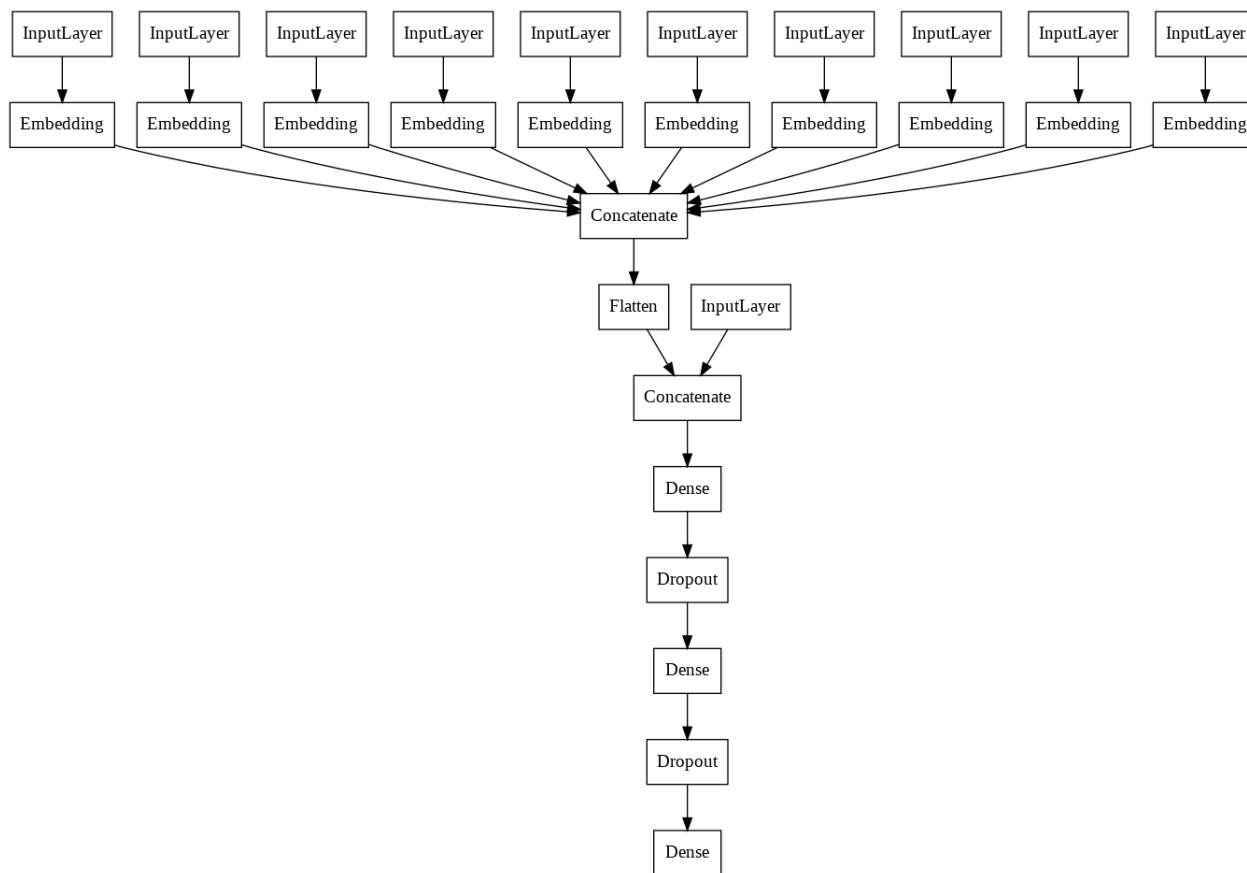 InputLayer InputLayer InputLayer InputLayer InputLayer InputLayer InputLayer InputLayer InputLayer InputLayer
Embedding Embedding Embedding Embedding Embedding Embedding Embedding Embedding Embedding Embedding
Concatenate
Flatten InputLayer
Concatenate
Dense
Dropout
Dense
Dropout
Dense